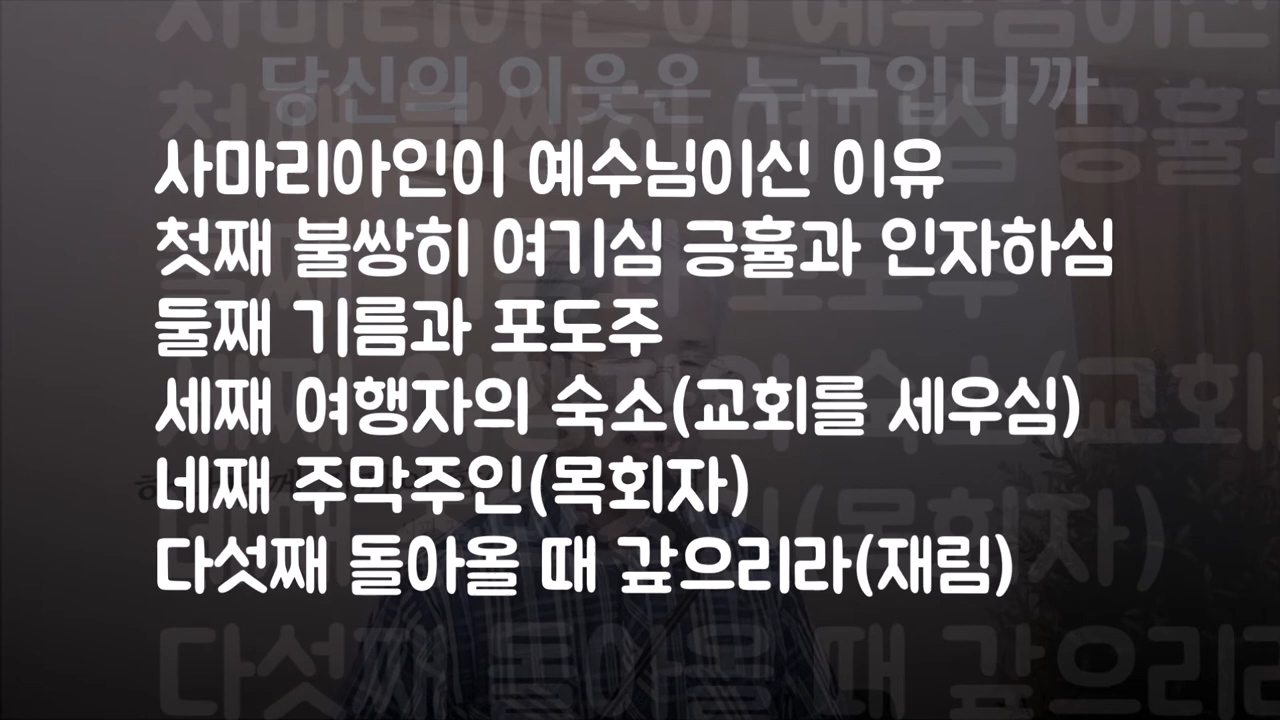 당신의 이웃은 누구입니까
사마리아인이 예수님이신 이유
첫째 불쌍히 여기심 긍휼과 인자하심
둘째 기름과 포도주
세째 여행자의 숙소(교회를 세우심)
네째 주막주인(목회자)
다섯째 돌아올 때 갚으리라(재림)